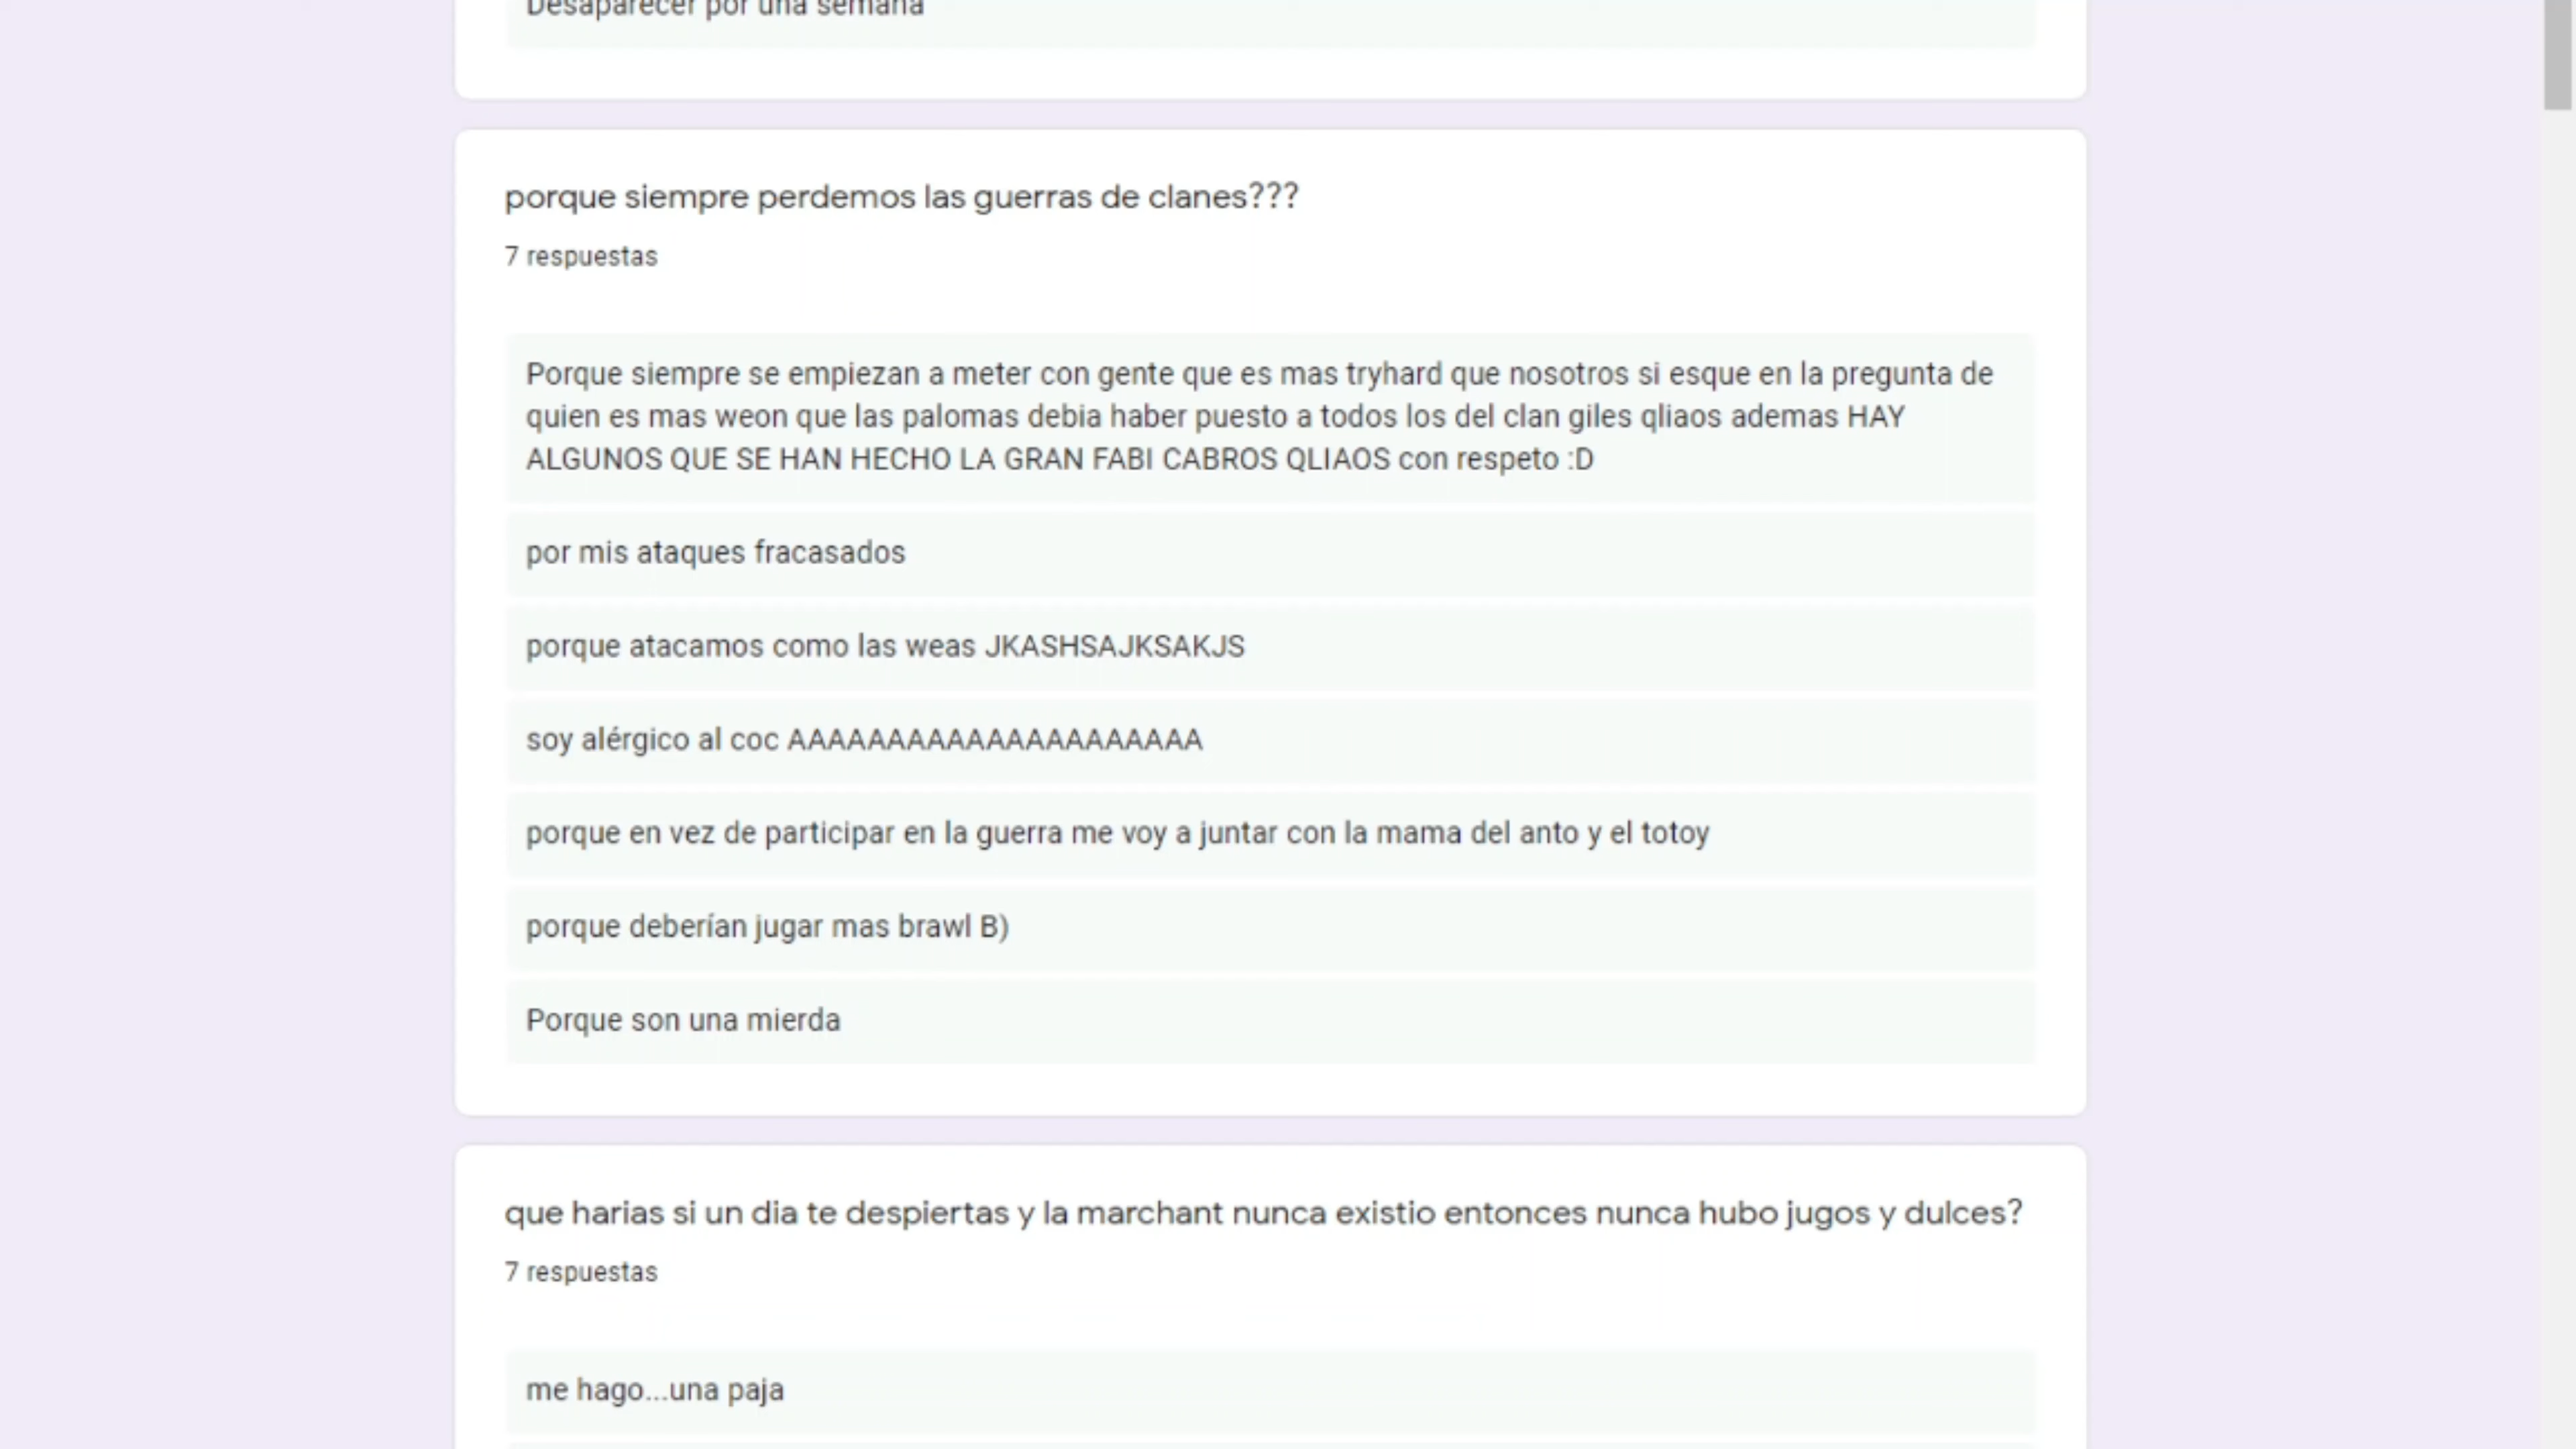 Desaparecer por una semana
porque siempre perdemos las guerras de clanes???
7 respuestas
Porque siempre se empiezan a meter con gente que es mas tryhard que nosotros si esque en la pregunta de
quien es mas weon que las palomas debia haber puesto a todos los del clan giles qliaos ademas HAY
ALGUNOS QUE SE HAN HECHO LA GRAN FABI CABROS QLIAOS con respeto :D
por mis ataques fracasados
porque atacamos como las weas JKASHSAJKSAKJS
soy alérgico al coc AAAAAAAAAAAAAAAAAAAAA
porque en vez de participar en la guerra me voy a juntar con la mama del anto y el totoy
porque deberían jugar mas brawl B)
Porque son una mierda
que harias si un dia te despiertas y la marchant nunca existio entonces nunca hubo jugos y dulces?
7 respuestas
me hago...una paja